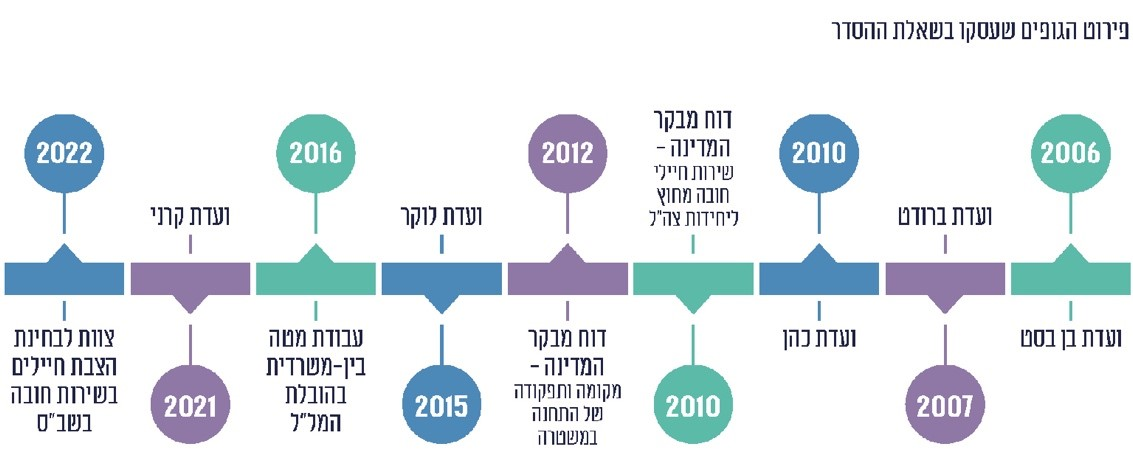 פירוט הגופים שעסקו בשאלת ההסדר
2006
ועדת בן בסט
ועדת ברודט
2007
2010
ועדת כהן
דוח מבקר
המדינה –
שירות חיילי
חובה מחוץ
ליחידות צה"ל
2010
2012
דוח מבקר
המדינה –
מקומה ותפקודה
של התחנה
במשטרה
ועדת לוקר
2015
2016
עבודת מטה
בין-משרדית
בהובלת
המל"ל
ועדת קרני
2021
2022
צוות לבחינת
הצבת חיילים
בשירות חובה
בשב"ס